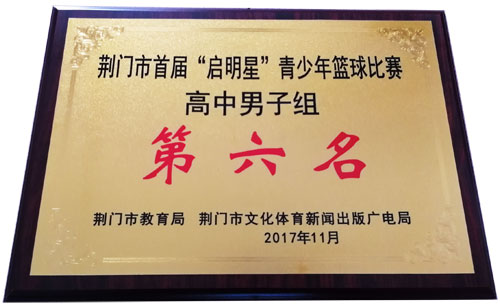 荆门市首届“启明星”青少年篮球比赛
高中男子组
第六名
荆门市教育局 荆门市文化体育新闻出版广电局
2017年11月